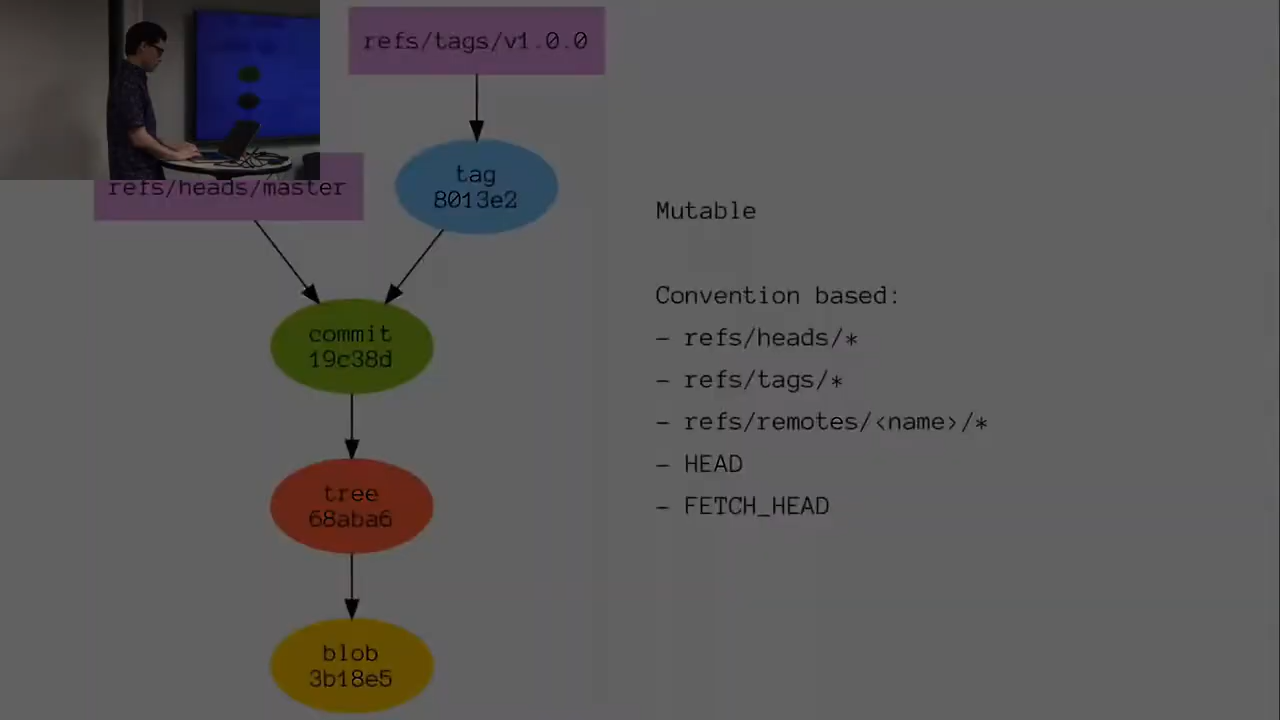 refs/tags/v1.0.0
refs/heads/master
tag
8013e2
commit
19c38d
tree
68aba6
blob
3b18e5
Mutable
Convention based:
- refs/heads/*
- refs/tags/*
- refs/remotes/<name>/*
- HEAD
- FETCH_HEAD